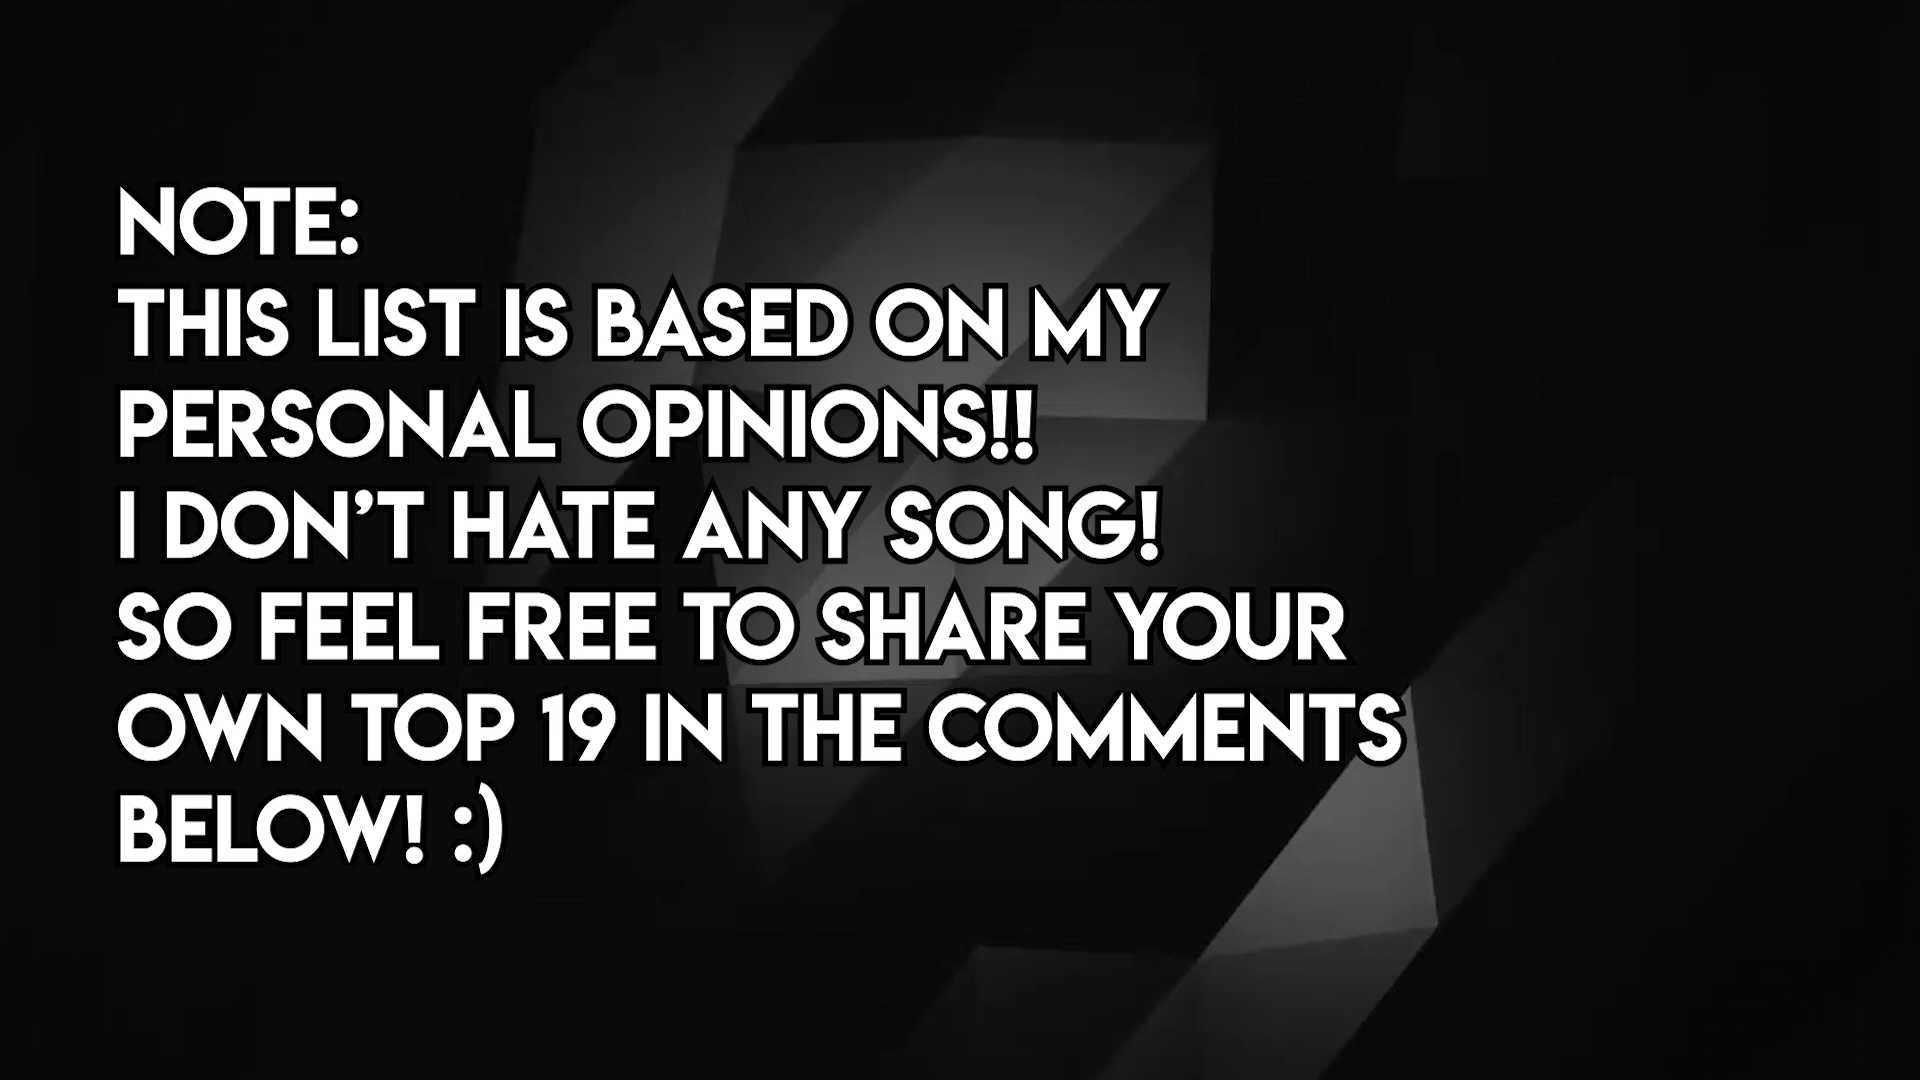 NOTE:
THIS LIST IS BASED ON MY
PERSONAL OPINIONS!!
I DON'T HATE ANY SONG!
SO FEEL FREE TO SHARE YOUR
OWN TOP 19 IN THE COMMENTS
BELOW! :)